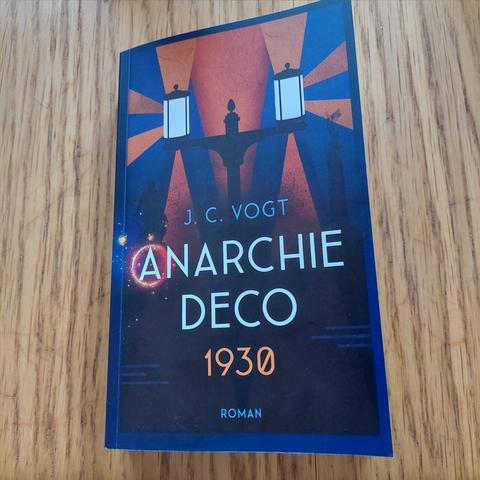 J. C. VOGT
ANARCHIE
DECO
1930
ROMAN